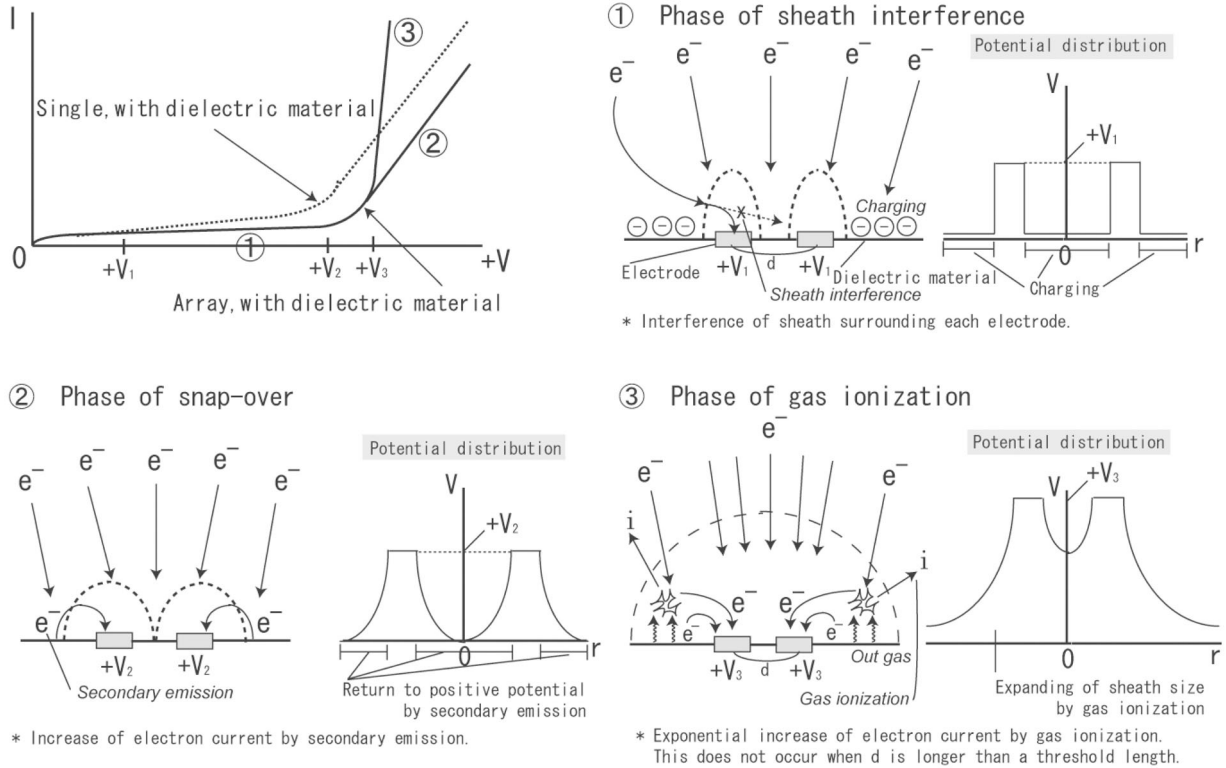 I
③
Single, with dielectric material
②
①
0
+V₁
+V₂
+V₃
+V
Array, with dielectric material
① Phase of sheath interference
Potential distribution
e⁻ e⁻ e⁻ e⁻ e⁻
V
+V₁
x
Charging
⊖⊖⊖
⊖⊖⊖
Electrode
+V₁
d
+V₁
Dielectric material
Sheath interference
0
r
Charging
* Interference of sheath surrounding each electrode.
② Phase of snap-over
Potential distribution
e⁻ e⁻ e⁻ e⁻ e⁻
V
+V₂
e⁻
e⁻
+V₂
+V₂
Secondary emission
0
r
Return to positive potential
by secondary emission
* Increase of electron current by secondary emission.
③ Phase of gas ionization
Potential distribution
e⁻
e⁻
e⁻
V
+V₃
i
i
e⁻
e⁻
e⁻
e⁻
+V₃
d
+V₃
Out gas
Gas ionization
0
r
Expanding of sheath size
by gas ionization
* Exponential increase of electron current by gas ionization.
This does not occur when d is longer than a threshold length.